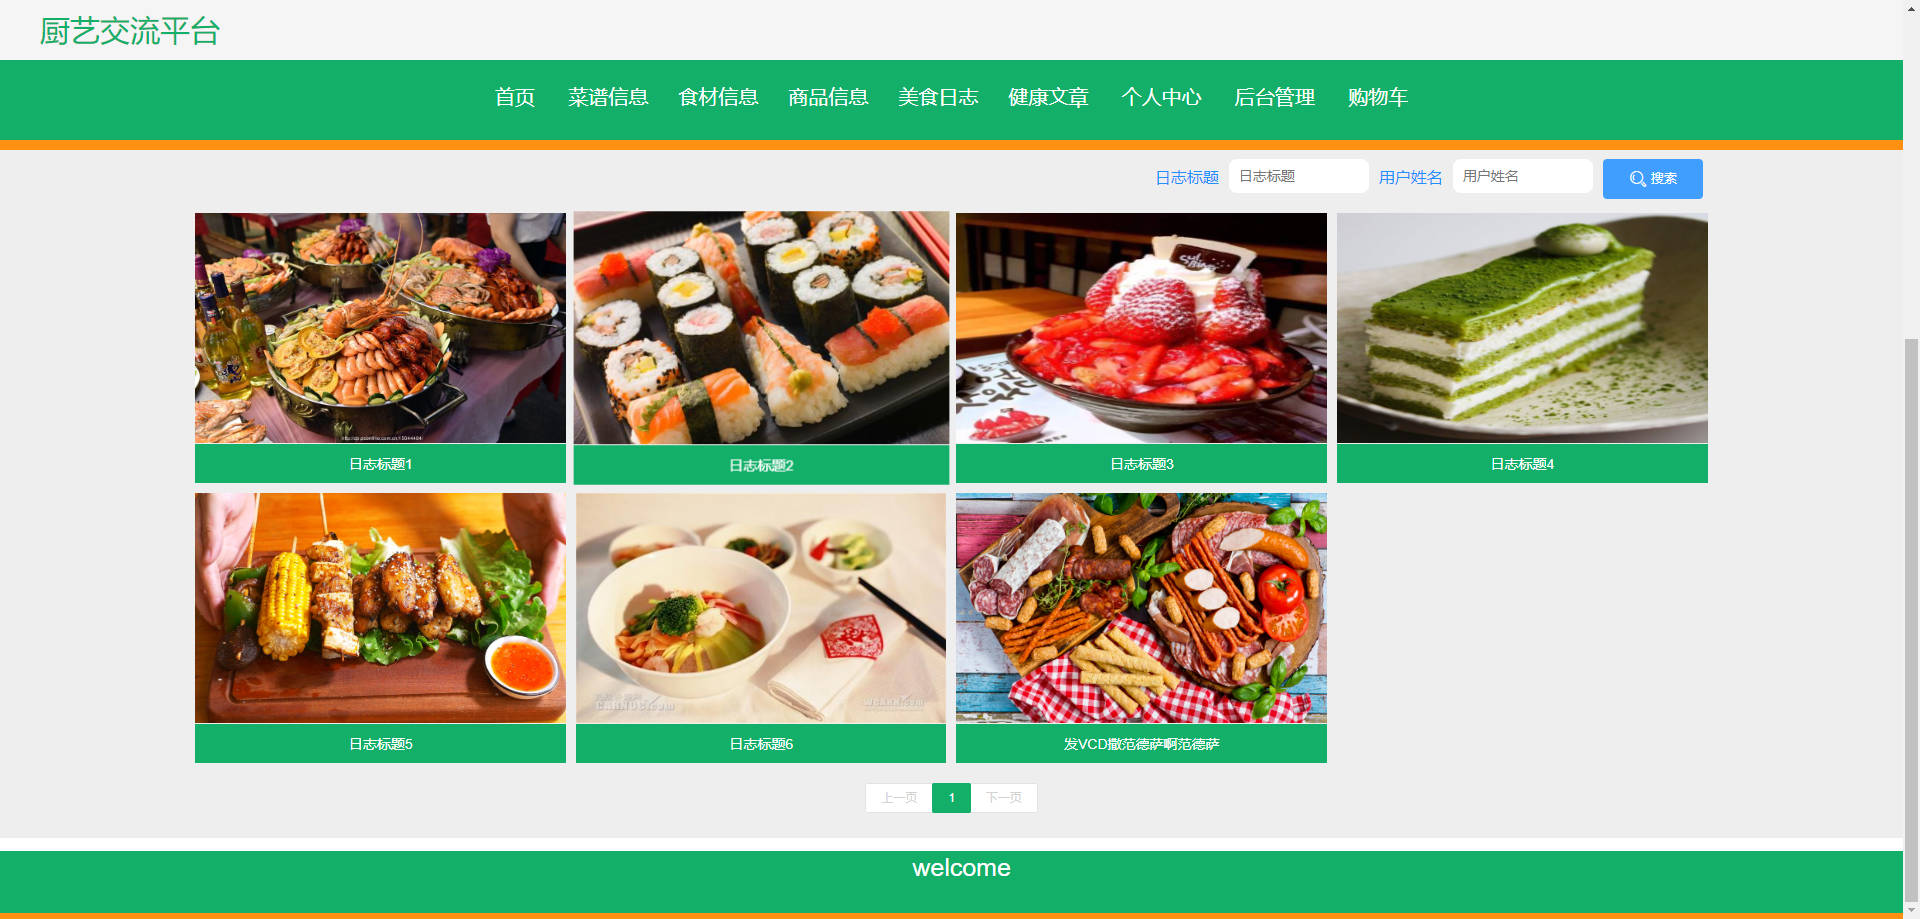 厨艺交流平台
首页 菜谱信息 食材信息 商品信息 美食日志 健康文章 个人中心 后台管理 购物车
日志标题 日志标题 用户姓名 用户姓名 搜索
日志标题1 日志标题2 日志标题3 日志标题4
日志标题5 日志标题6 发VCD撒范德萨啊范德萨
上一页 1 下一页
welcome